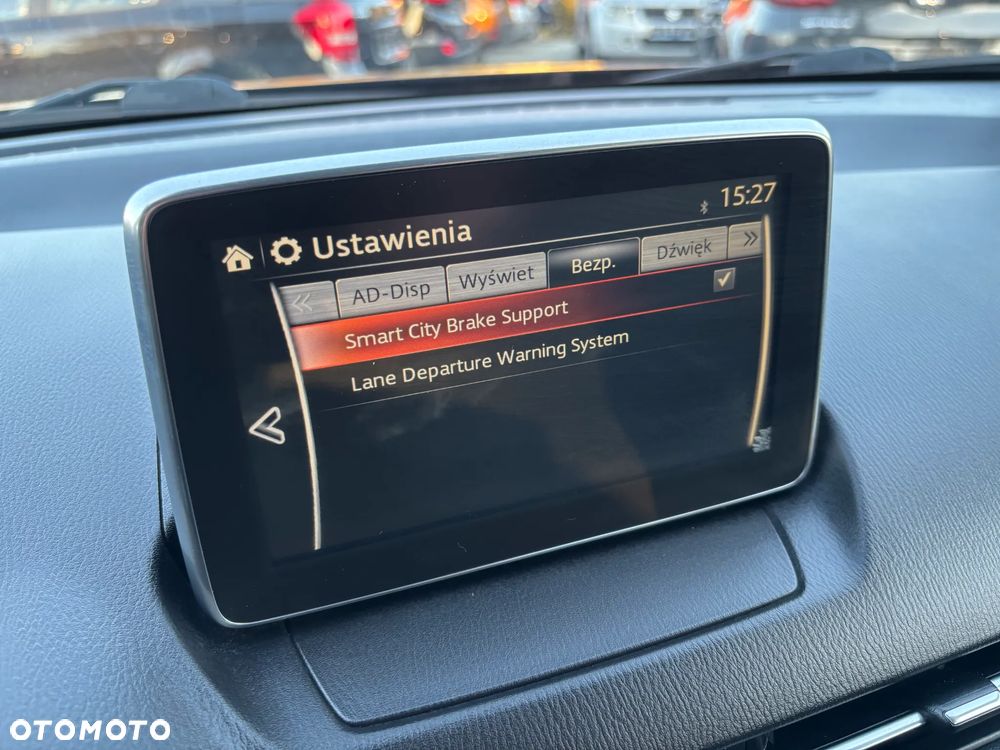 15:27
Ustawienia
AD-Disp Wyświet Bezp. Dźwięk
Smart City Brake Support
Lane Departure Warning System
OTOMOTO